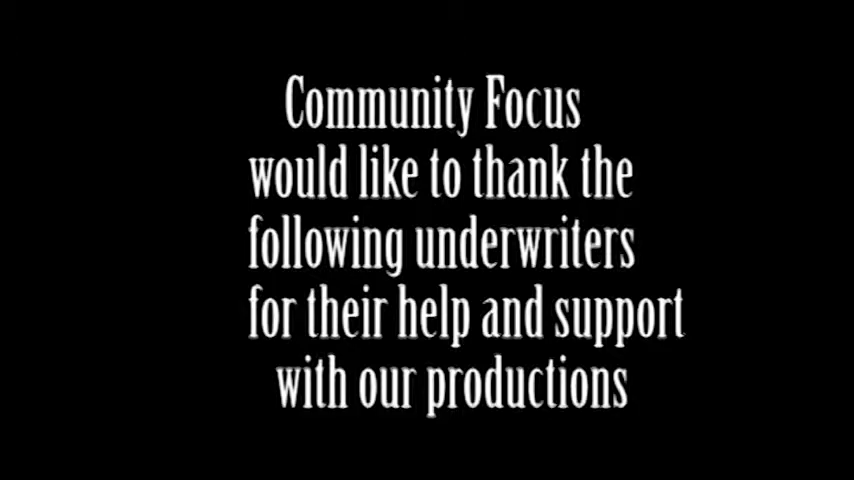 Community Focus
would like to thank the
following underwriters
for their help and support
with our productions